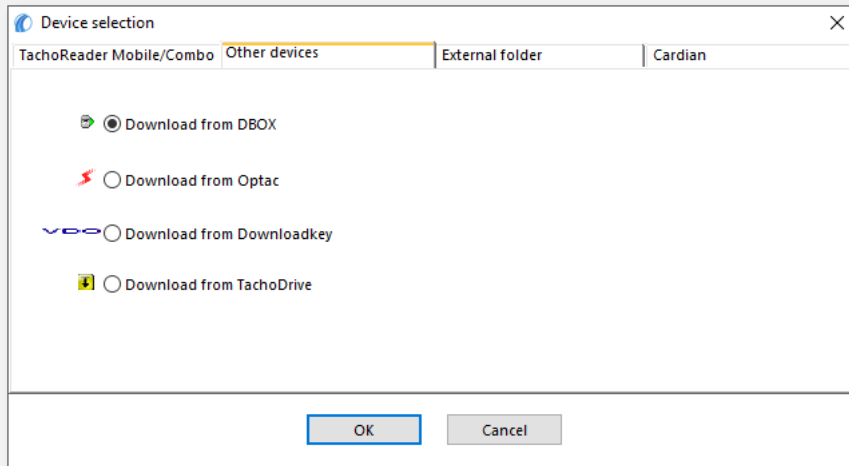 Device selection
TachoReader Mobile/Combo Other devices External folder Cardian
Download from DBOX
Download from Optac
VDO Download from Downloadkey
Download from TachoDrive
OK Cancel